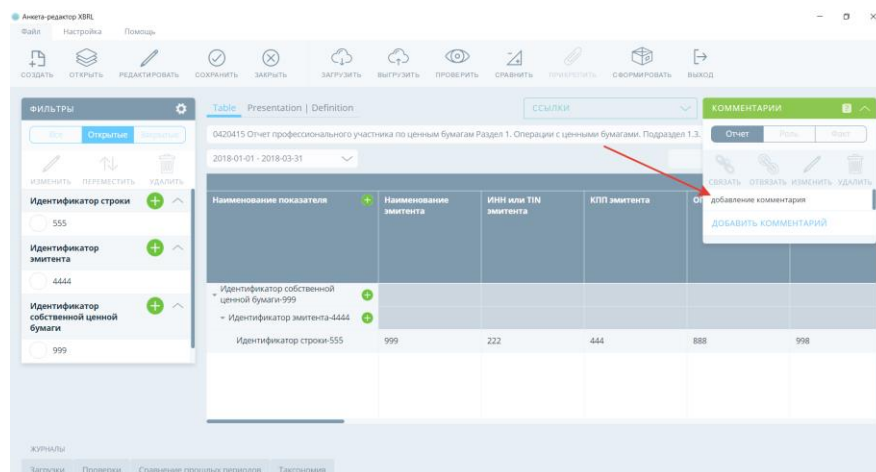 Анкета-редактор XBRL
Файл Настройка Помощь
СОЗДАТЬ ОТКРЫТЬ РЕДАКТИРОВАТЬ СОХРАНИТЬ ЗАКРЫТЬ ЗАГРУЗИТЬ ВЫГРУЗИТЬ ПРОВЕРИТЬ СРАВНИТЬ ПРИКРЕПИТЬ СФОРМИРОВАТЬ ВЫХОД
ФИЛЬТРЫ
Все Открытые Закрытые
ИЗМЕНИТЬ ПЕРЕМЕСТИТЬ УДАЛИТЬ
Идентификатор строки
555
Идентификатор
эмитента
4444
Идентификатор
собственной ценной
бумаги
999
Table Presentation | Definition
ССЫЛКИ
0420415 Отчет профессионального участника по ценным бумагам Раздел 1. Операции с ценными бумагами. Подраздел 1.3.
2018-01-01 - 2018-03-31
Наименование показателя
Наименование
эмитента
ИНН или TIN
эмитента
КПП эмитента
Идентификатор собственной
ценной бумаги-999
Идентификатор эмитента-4444
Идентификатор строки-555 999 222 444 888 998
КОММЕНТАРИИ
Отчет Роль Факт
СВЯЗАТЬ ОТВЯЗАТЬ ИЗМЕНИТЬ УДАЛИТЬ
добавление комментария
ДОБАВИТЬ КОММЕНТАРИЙ
ЖУРНАЛЫ
Загрузки Проверки Сравнение прошлых периодов Таксономия